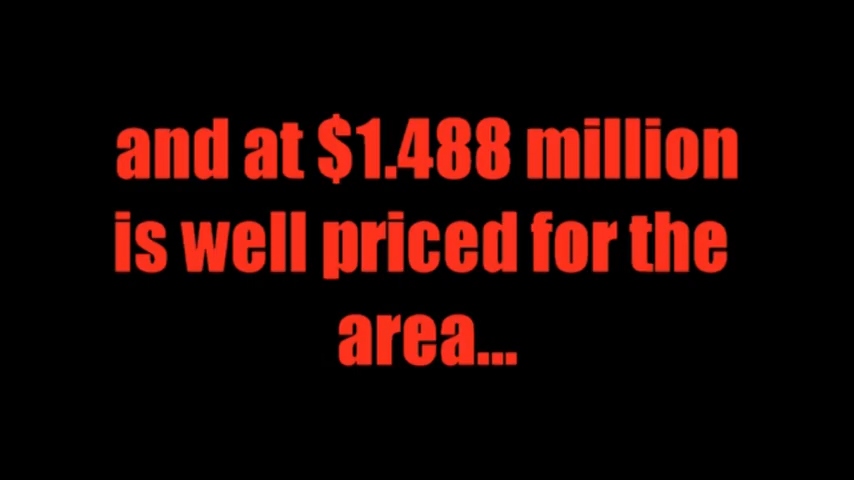 and at $1.488 million
is well priced for the
area...